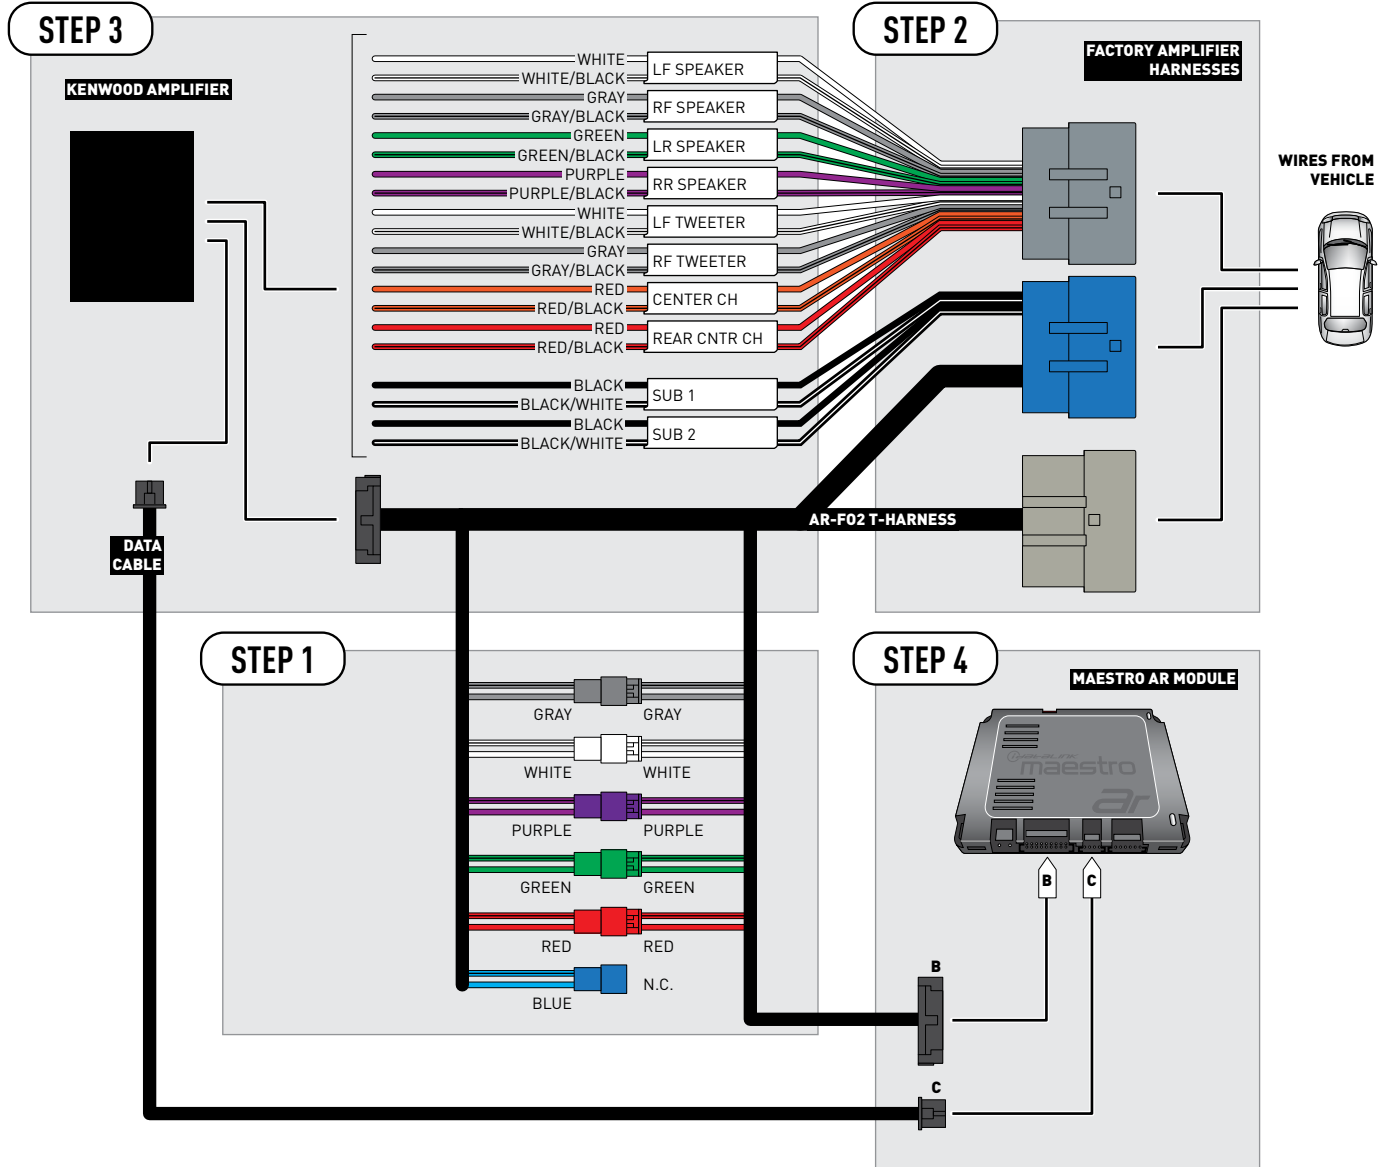 STEP 3
KENWOOD AMPLIFIER
WHITE
WHITE/BLACK
LF SPEAKER
GRAY
GRAY/BLACK
RF SPEAKER
GREEN
GREEN/BLACK
LR SPEAKER
PURPLE
PURPLE/BLACK
RR SPEAKER
WHITE
WHITE/BLACK
LF TWEETER
GRAY
GRAY/BLACK
RF TWEETER
RED
RED/BLACK
CENTER CH
RED
RED/BLACK
REAR CNTR CH
BLACK
BLACK/WHITE
SUB 1
BLACK
BLACK/WHITE
SUB 2
DATA
CABLE
STEP 2
FACTORY AMPLIFIER
HARNESSES
WIRES FROM
VEHICLE
AR-FO2 T-HARNESS
STEP 1
GRAY GRAY
WHITE WHITE
PURPLE PURPLE
GREEN GREEN
RED RED
BLUE N.C.
STEP 4
MAESTRO AR MODULE
maestro
ar
B C
B
C